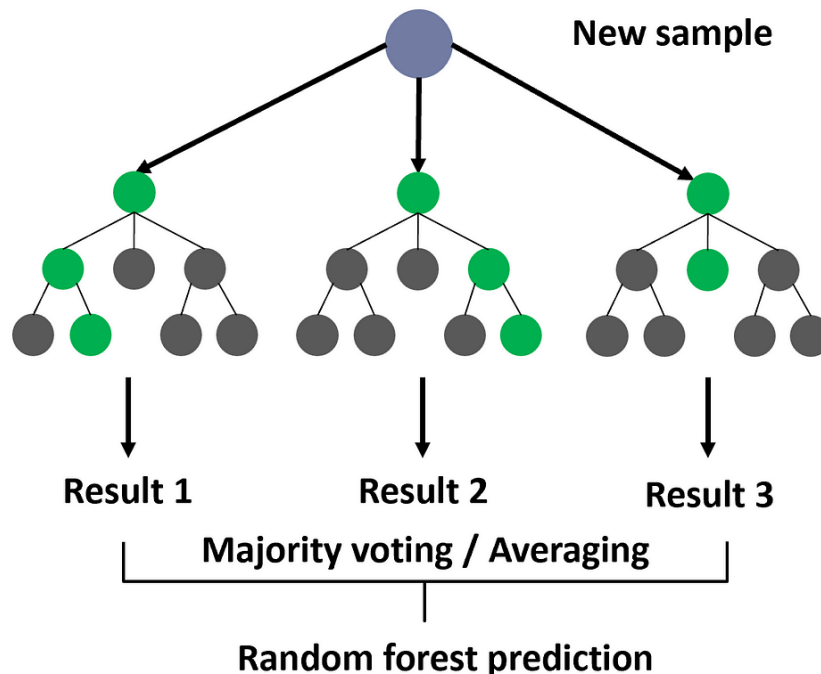 New sample
Result 1
Result 2
Result 3
Majority voting / Averaging
Random forest prediction